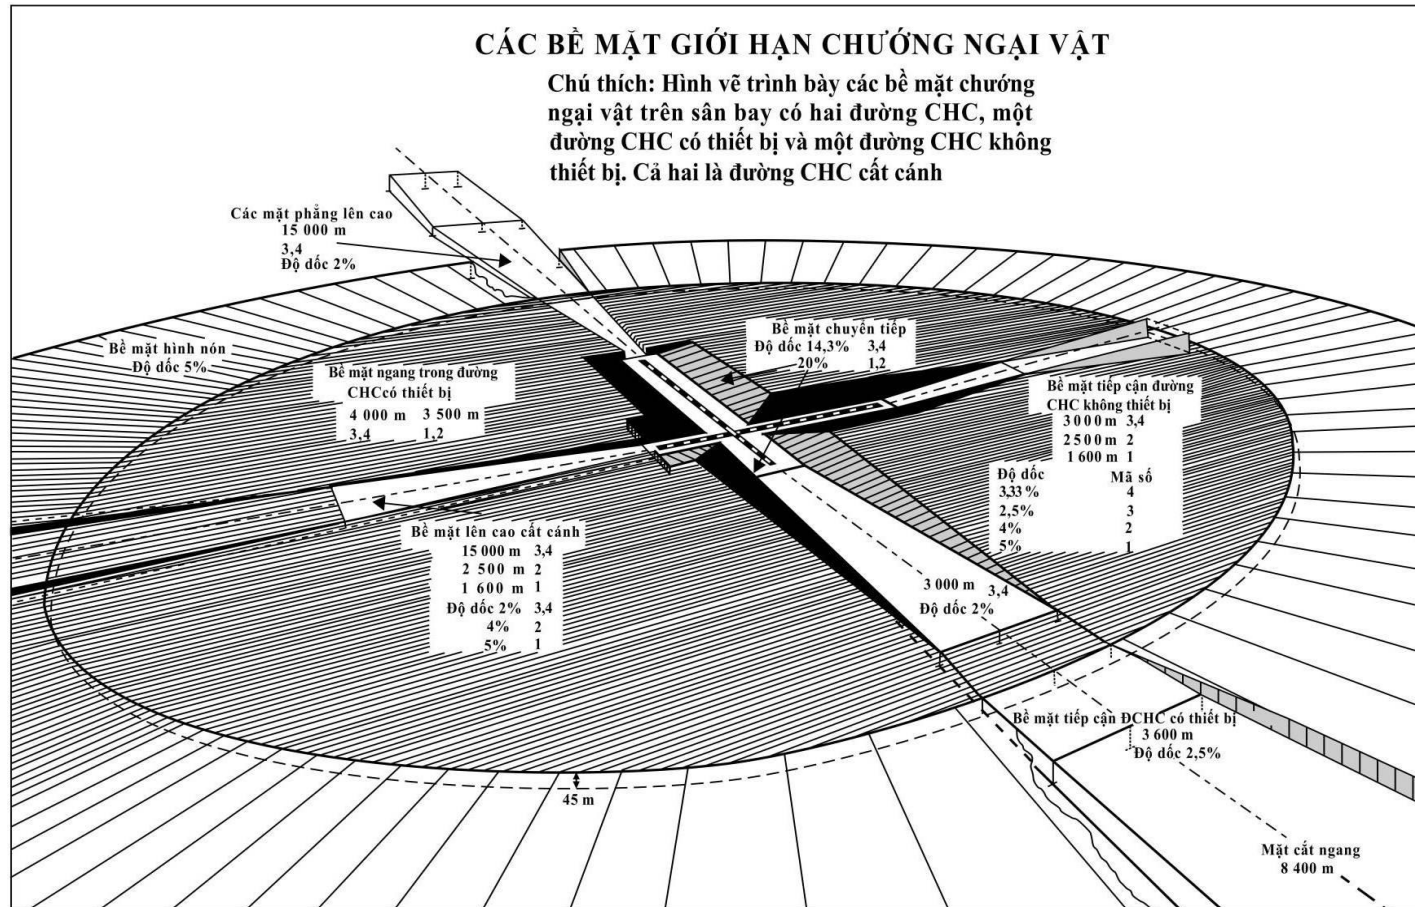 CÁC BỀ MẶT GIỚI HẠN CHƯỚNG NGẠI VẬT
Chú thích: Hình vẽ trình bày các bề mặt chướng
ngại vật trên sân bay có hai đường CHC, một
đường CHC có thiết bị và một đường CHC không
thiết bị. Cả hai là đường CHC cất cánh
Các mặt phẳng lên cao
15 000 m
3,4
Độ dốc 2%
Bề mặt hình nón
Độ dốc 5%
Bề mặt ngang trong đường
CHCcó thiết bị
4 000 m 3 500 m
3,4 1,2
Bề mặt chuyển tiếp
Độ dốc 14,3% 3,4
20% 1,2
Bề mặt tiếp cận đường
CHC không thiết bị
3000m 3,4
2500m 2
1600m 1
Độ dốc Mã số
3,33% 4
2,5% 3
4% 2
5% 1
Bề mặt lên cao cất cánh
15 000 m 3,4
2 500 m 2
1 600 m 1
Độ dốc 2% 3,4
4% 2
5% 1
3 000 m 3,4
Độ dốc 2%
Bề mặt tiếp cận ĐCHC có thiết bị
3 600 m
Độ dốc 2,5%
45 m
Mặt cắt ngang
8 400 m